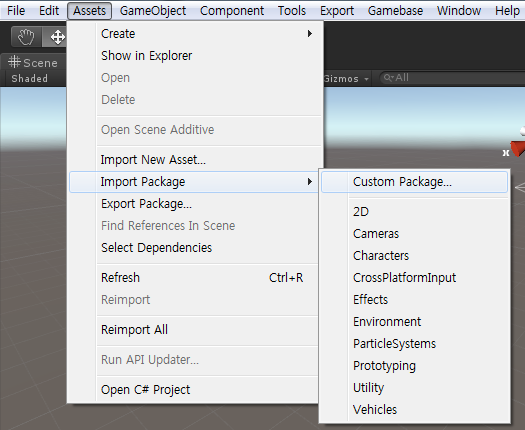 File Edit Assets GameObject Component Tools Export Gamebase Window Help
Scene
Shaded
Gizmos
All
x
Create
Show in Explorer
Open
Delete
Open Scene Additive
Import New Asset...
Import Package
Export Package...
Find References In Scene
Select Dependencies
Refresh Ctrl+R
Reimport
Reimport All
Run API Updater...
Open C# Project
Custom Package...
2D
Cameras
Characters
CrossPlatformInput
Effects
Environment
ParticleSystems
Prototyping
Utility
Vehicles